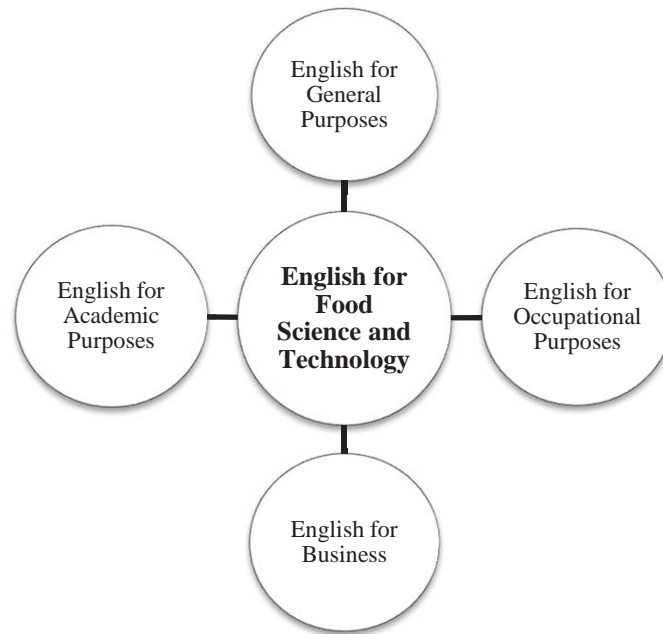 English for
General
Purposes
English for
Academic
Purposes
English for
Food
Science and
Technology
English for
Occupational
Purposes
English for
Business